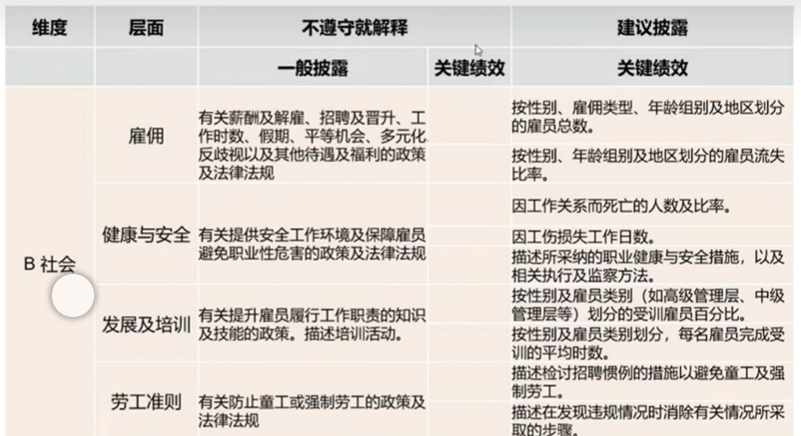 维度
层面
不遵守就解释
建议披露
一般披露
关键绩效
关键绩效
B 社会
雇佣
有关薪酬及解雇、招聘及晋升、工
作时数、假期、平等机会、多元化、
反歧视以及其他待遇及福利的政策
及法律法规
按性别、雇佣类型、年龄组别及地区划分
的雇员总数。
按性别、年龄组别及地区划分的雇员流失
比率。
健康与安全
有关提供安全工作环境及保障雇员
避免职业性危害的政策及法律法规
因工作关系而死亡的人数及比率。
因工伤损失工作日数。
描述所采纳的职业健康与安全措施，以及
相关执行及监察方法。
发展及培训
有关提升雇员履行工作职责的知识
及技能的政策。描述培训活动。
按性别及雇员类别（如高级管理层、中级
管理层等）划分的受训雇员百分比。
按性别及雇员类别划分，每名雇员完成受
训的平均时数。
劳工准则
有关防止童工或强制劳工的政策及
法律法规
描述检讨招聘惯例的措施以避免童工及强
制劳工。
描述在发现违规情况时消除有关情况所采
取的步骤。